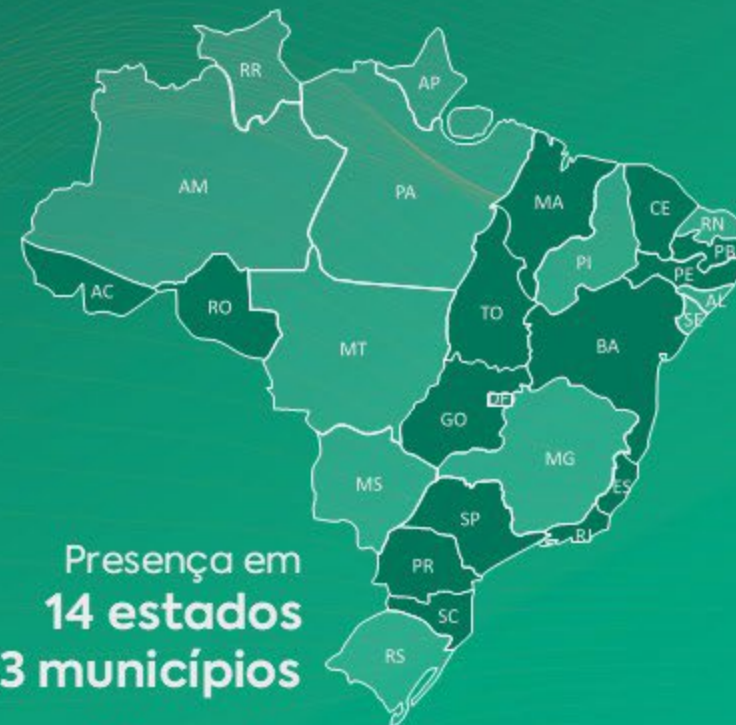 RR
AP
AM
PA
MA
CE
RN
PB
PI
PE
AC
RO
AL
SE
TO
BA
MT
DF
GO
MG
MS
ES
SP
RJ
PR
SC
RS
Presença em
14 estados
3 municípios